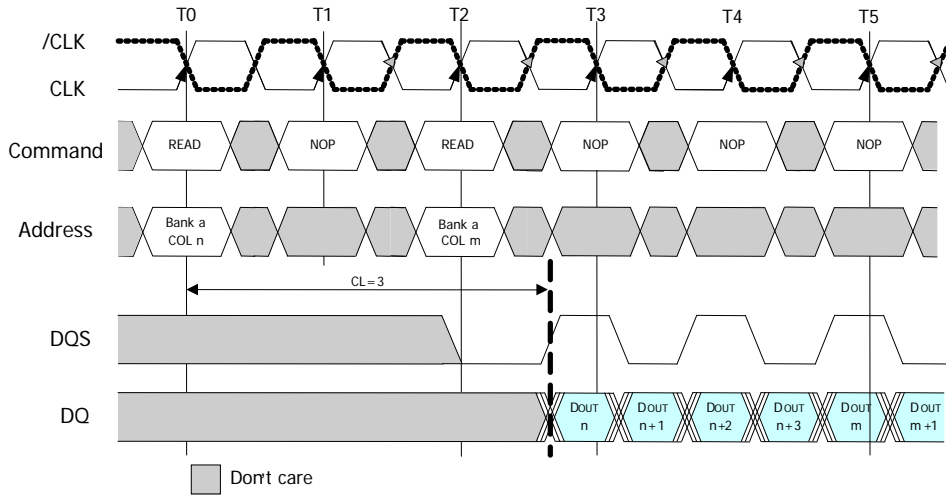 T0 T1 T2 T3 T4 T5
/CLK
CLK
Command READ NOP READ NOP NOP NOP
Address Bank a COL n Bank a COL m
CL=3
DQS
DQ DOUT n DOUT n+1 DOUT n+2 DOUT n+3 DOUT m DOUT m+1
Don't care